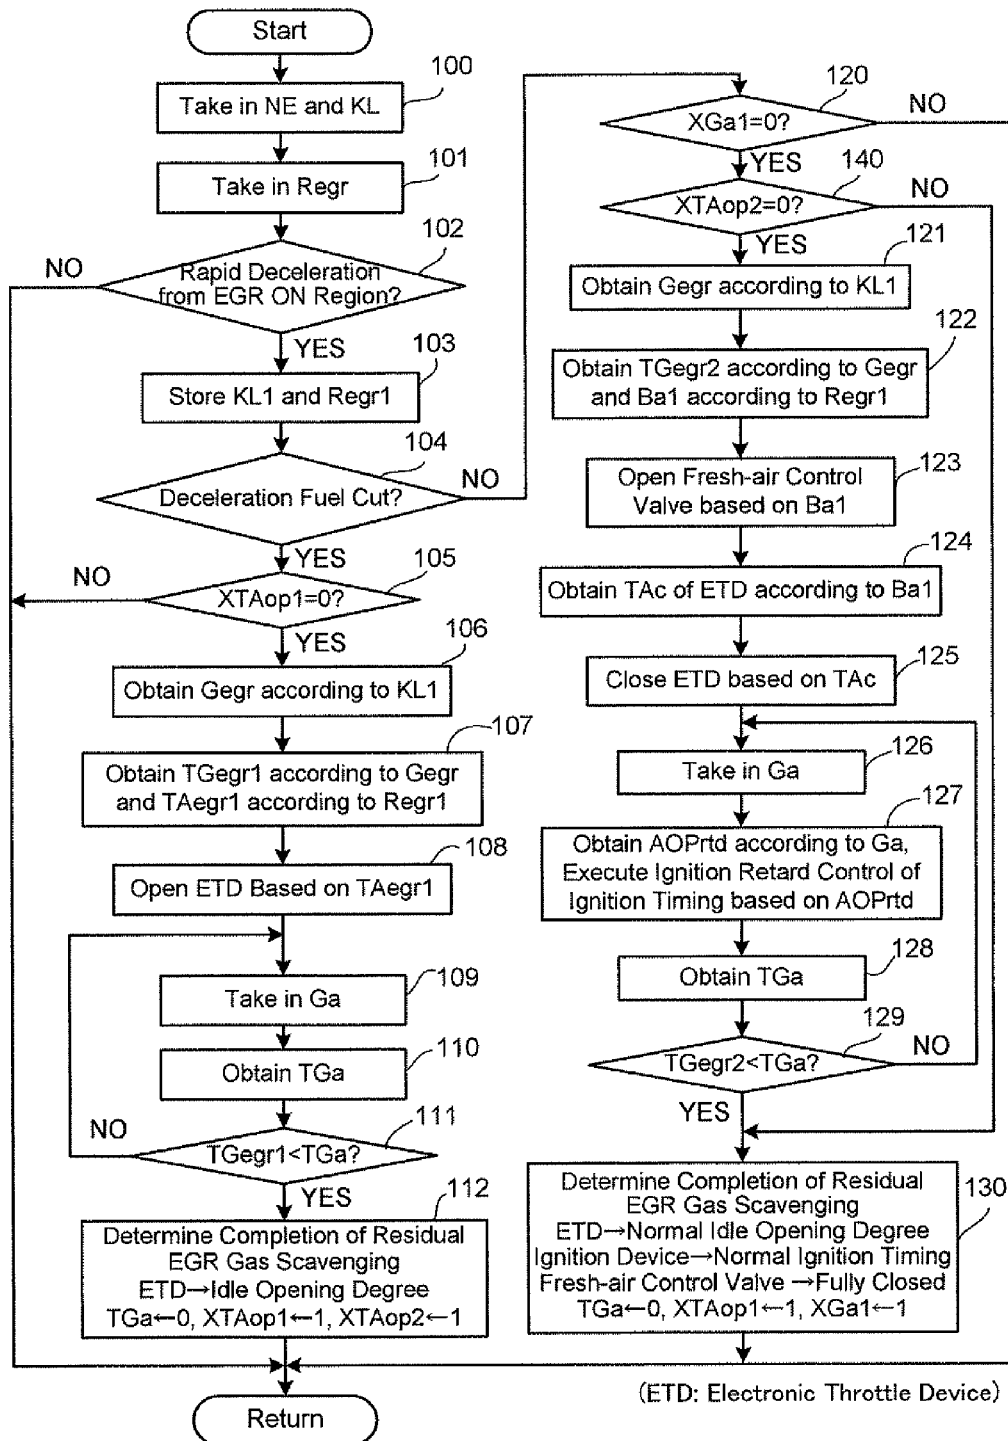 Start
100
Take in NE and KL
101
Take in Regr
102
NO
Rapid Deceleration
from EGR ON Region?
YES
103
Store KL1 and Regr1
104
NO
Deceleration Fuel Cut?
YES
105
NO
XTAop1=0?
YES
106
Obtain Gegr according to KL1
107
Obtain TGegr1 according to Gegr
and TAegr1 according to Regr1
108
Open ETD Based on TAegr1
109
Take in Ga
110
Obtain TGa
111
NO
TGegr1<TGa?
YES
112
Determine Completion of Residual
EGR Gas Scavenging
ETD→Idle Opening Degree
TGa←0, XTAop1←1, XTAop2←1
Return
120
NO
XGa1=0?
YES
140
NO
XTAop2=0?
YES
121
Obtain Gegr according to KL1
122
Obtain TGegr2 according to Gegr
and Ba1 according to Regr1
123
Open Fresh-air Control
Valve based on Ba1
124
Obtain TAc of ETD according to Ba1
125
Close ETD based on TAc
126
Take in Ga
127
Obtain AOPrtd according to Ga,
Execute Ignition Retard Control of
Ignition Timing based on AOPrtd
128
Obtain TGa
129
NO
TGegr2<TGa?
YES
130
Determine Completion of Residual
EGR Gas Scavenging
ETD→Normal Idle Opening Degree
Ignition Device→Normal Ignition Timing
Fresh-air Control Valve →Fully Closed
TGa←0, XTAop1←1, XGa1←1
(ETD: Electronic Throttle Device)